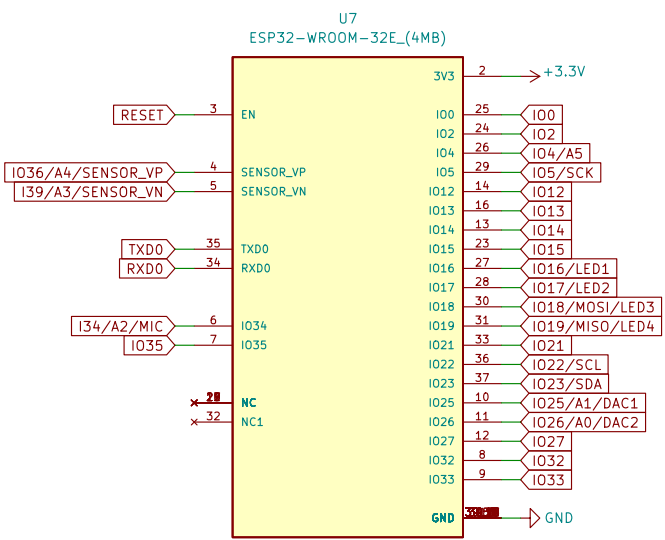 U7
ESP32-WROOM-32E_(4MB)
3V3 2 +3.3V
RESET 3 EN IO0 25 IO0
IO2 24 IO2
IO4 26 IO4/A5
IO36/A4/SENSOR_VP 4 SENSOR_VP IO5 29 IO5/SCK
I39/A3/SENSOR_VN 5 SENSOR_VN IO12 14 IO12
IO13 16 IO13
IO14 13 IO14
TXD0 35 TXD0 IO15 23 IO15
RXD0 34 RXD0 IO16 27 IO16/LED1
IO17 28 IO17/LED2
IO18 30 IO18/MOSI/LED3
I34/A2/MIC 6 IO34 IO19 31 IO19/MISO/LED4
IO35 7 IO35 IO21 33 IO21
IO22 36 IO22/SCL
IO23 37 IO23/SDA
NC IO25 10 IO25/A1/DAC1
32 NC1 IO26 11 IO26/A0/DAC2
IO27 12 IO27
IO32 8 IO32
IO33 9 IO33
GND GND